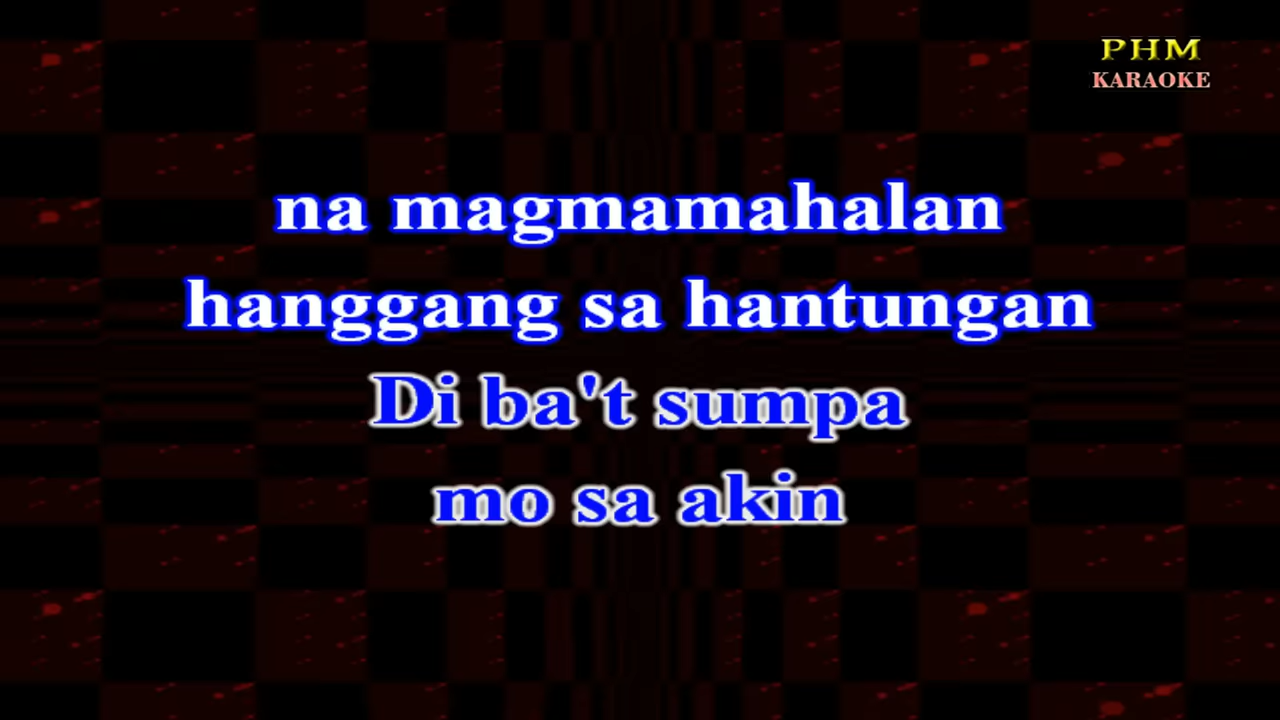 PHM
KARAOKE
na magmamahalan
hanggang sa hantungan
Di ba't sumpa
mo sa akin